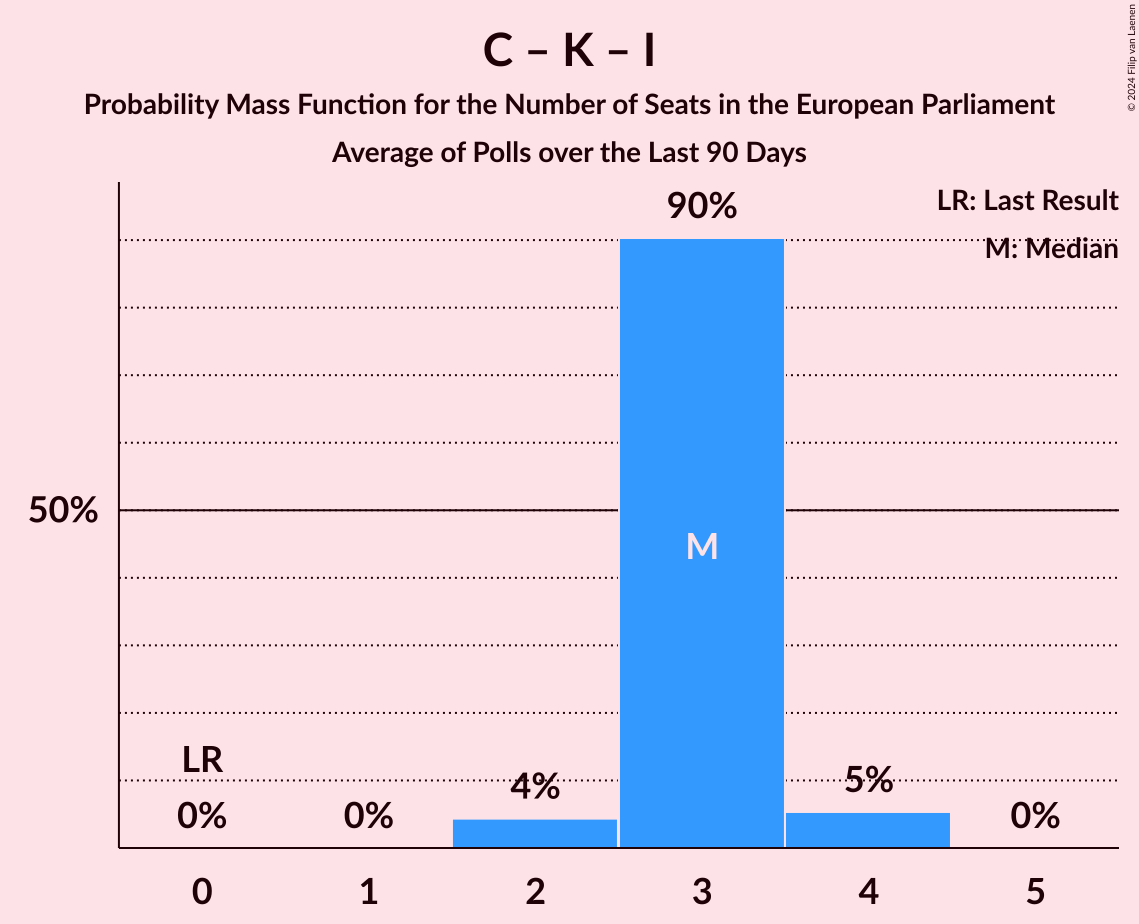 C – K – I
Probability Mass Function for the Number of Seats in the European Parliament
Average of Polls over the Last 90 Days
© 2024 Filip van Laenen
LR: Last Result
M: Median
90%
50%
M
LR
0%
0%
4%
5%
0%
0
1
2
3
4
5